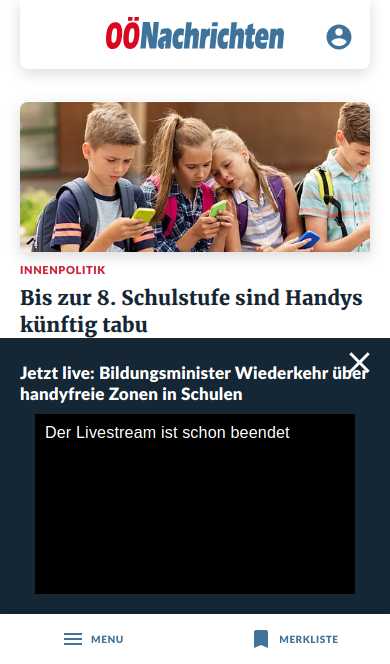 OÖNachrichten
INNENPOLITIK
Bis zur 8. Schulstufe sind Handys
künftig tabu
Jetzt live: Bildungsminister Wiederkehr über
handyfreie Zonen in Schulen
Der Livestream ist schon beendet
MENU
MERKLISTE